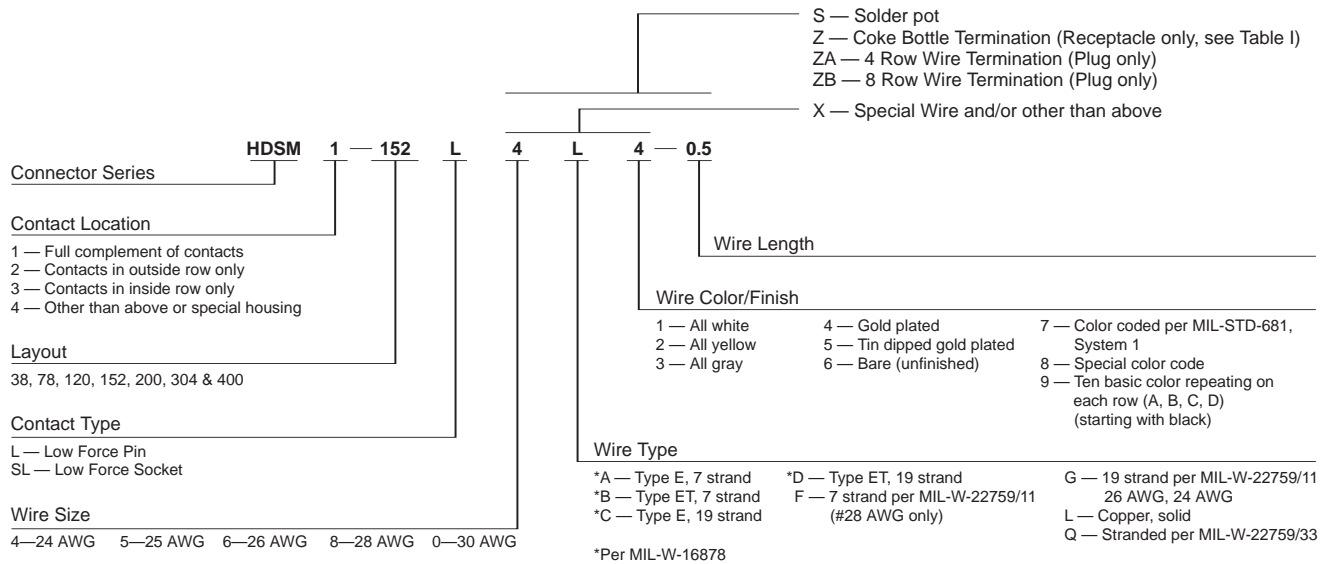 S — Solder pot
Z — Coke Bottle Termination (Receptacle only, see Table I)
ZA — 4 Row Wire Termination (Plug only)
ZB — 8 Row Wire Termination (Plug only)
X — Special Wire and/or other than above
HDSM 1 — 152 L 4 L 4 — 0.5
Connector Series
Contact Location
1 — Full complement of contacts
2 — Contacts in outside row only
3 — Contacts in inside row only
4 — Other than above or special housing
Layout
38, 78, 120, 152, 200, 304 & 400
Contact Type
L — Low Force Pin
SL — Low Force Socket
Wire Size
4—24 AWG 5—25 AWG 6—26 AWG 8—28 AWG 0—30 AWG
Wire Length
Wire Color/Finish
1 — All white
2 — All yellow
3 — All gray
4 — Gold plated
5 — Tin dipped gold plated
6 — Bare (unfinished)
7 — Color coded per MIL-STD-681,
System 1
8 — Special color code
9 — Ten basic color repeating on
each row (A, B, C, D)
(starting with black)
Wire Type
*A — Type E, 7 strand
*B — Type ET, 7 strand
*C — Type E, 19 strand
*D — Type ET, 19 strand
F — 7 strand per MIL-W-22759/11
(#28 AWG only)
G — 19 strand per MIL-W-22759/11
26 AWG, 24 AWG
L — Copper, solid
Q — Stranded per MIL-W-22759/33
*Per MIL-W-16878